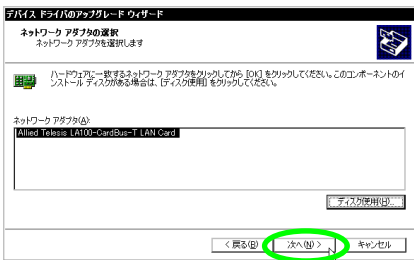 デバイス ドライバのアップグレード ウィザード
ネットワーク アダプタの選択
ネットワーク アダプタを選択します
ハードウェアに一致するネットワーク アダプタをクリックしてから [OK] をクリックしてください。このコンポーネントのイ
ンストール ディスクがある場合は、[ディスク使用] をクリックしてください。
ネットワーク アダプタ(A):
Allied Telesis LA100-CardBus-T LAN Card
ディスク使用(H)...
< 戻る(B)
次へ(N) >
キャンセル